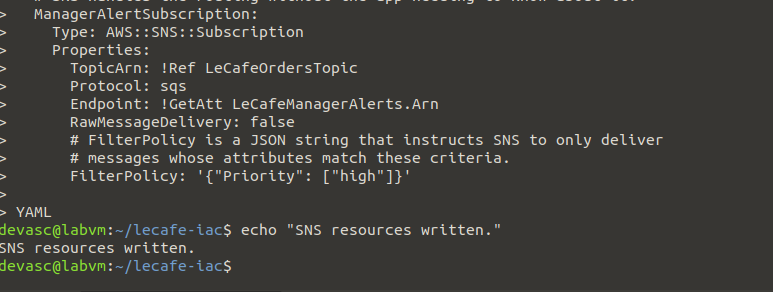 >   ManagerAlertSubscription:
>     Type: AWS::SNS::Subscription
>     Properties:
>       TopicArn: !Ref LeCafeOrdersTopic
>       Protocol: sqs
>       Endpoint: !GetAtt LeCafeManagerAlerts.Arn
>       RawMessageDelivery: false
>       # FilterPolicy is a JSON string that instructs SNS to only deliver
>       # messages whose attributes match these criteria.
>       FilterPolicy: '{"Priority": ["high"]}'
>
> YAML
devasc@labvm:~/lecafe-iac$ echo "SNS resources written."
SNS resources written.
devasc@labvm:~/lecafe-iac$